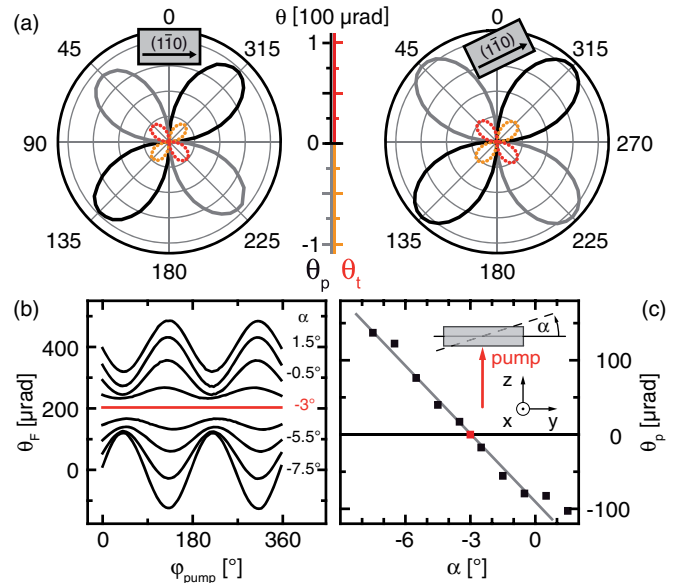 (a)
0
45
315
90
135
225
180
(11̅0)
θ [100 µrad]
1
0
-1
θp θt
0
45
315
270
135
225
180
(11̅0)
(b)
α
1.5°
-0.5°
-3°
-5.5°
-7.5°
400
200
0
θF [µrad]
0 180 360
φpump [°]
(c)
α
pump
z
x y
100
0
-100
θp [µrad]
-6 -3 0
α [°]